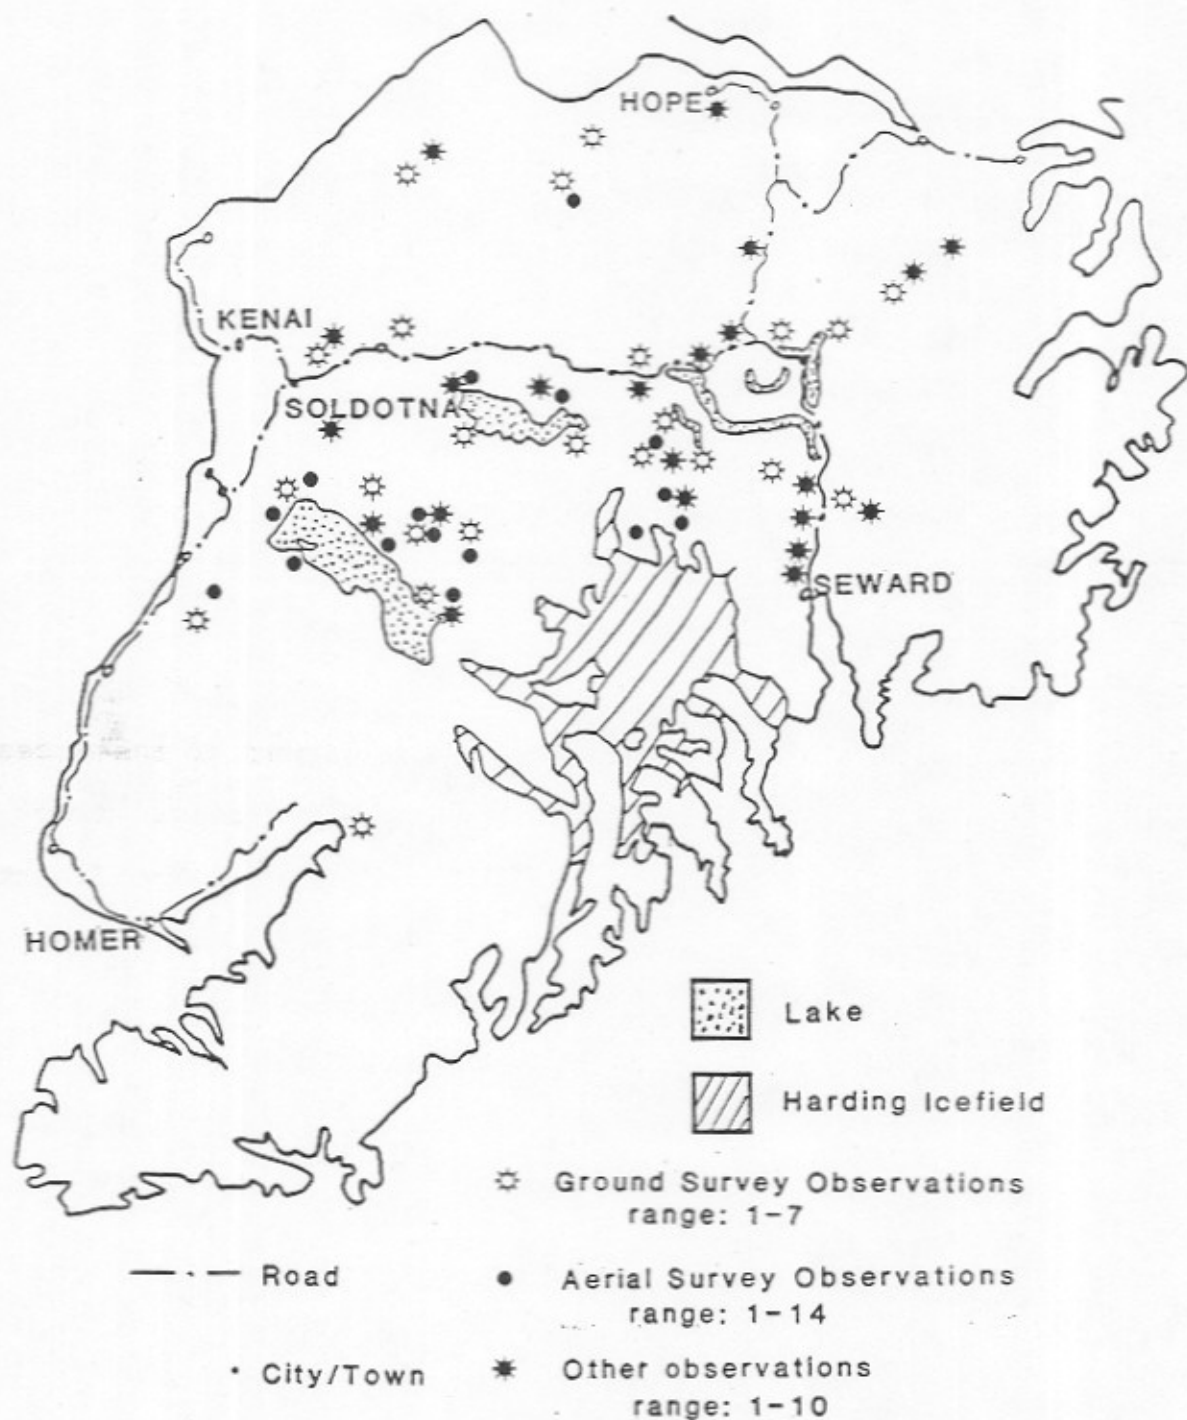 HOPE
KENAI
SOLDOTNA
SEWARD
HOMER
Lake
Harding Icefield
Ground Survey Observations
range: 1-7
Road
Aerial Survey Observations
range: 1-14
City/Town
Other observations
range: 1-10